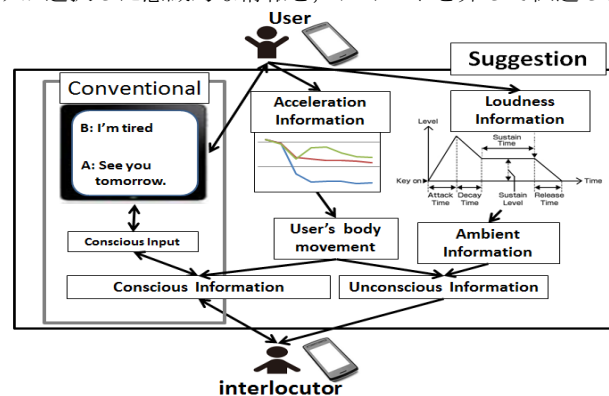 User
Suggestion
Conventional
B: I'm tired
A: See you
tomorrow.
Conscious Input
Acceleration
Information
User's body
movement
Loudness
Information
Level
Sustain
Time
Key on
Time
Attack
Time
Decay
Time
Sustain
Level
Release
Time
Ambient
Information
Conscious Information
Unconscious Information
interlocutor